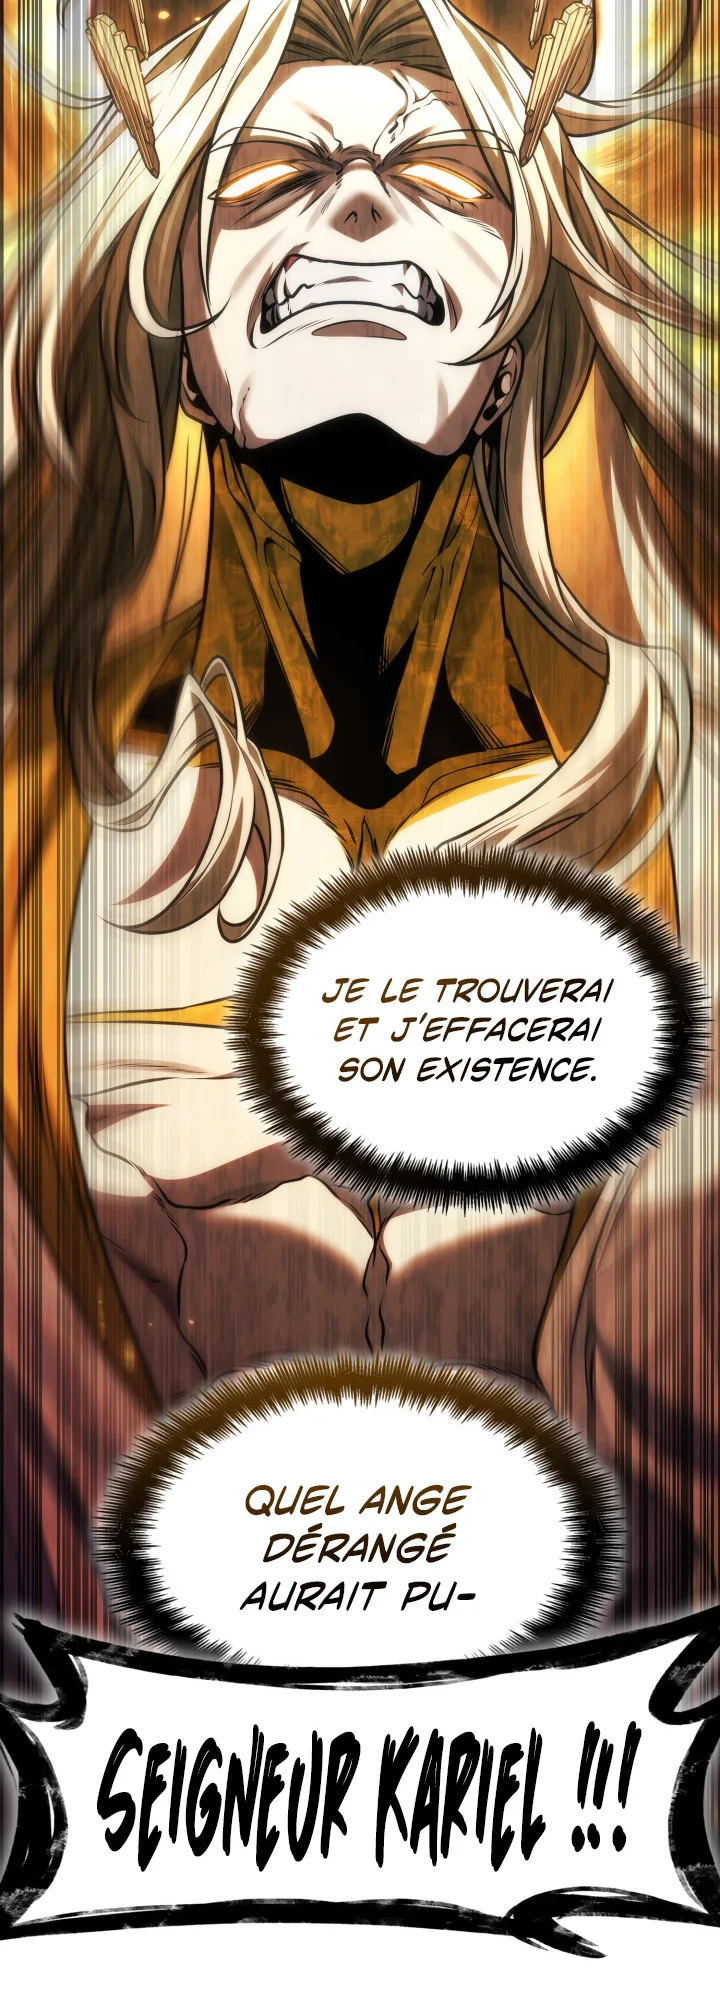 JE LE TROUVERAI
ET J'EFFACERAI
SON EXISTENCE.
QUEL ANGE
DÉRANGÉ
AURAIT PU-
SEIGNEUR KARIEL !!!